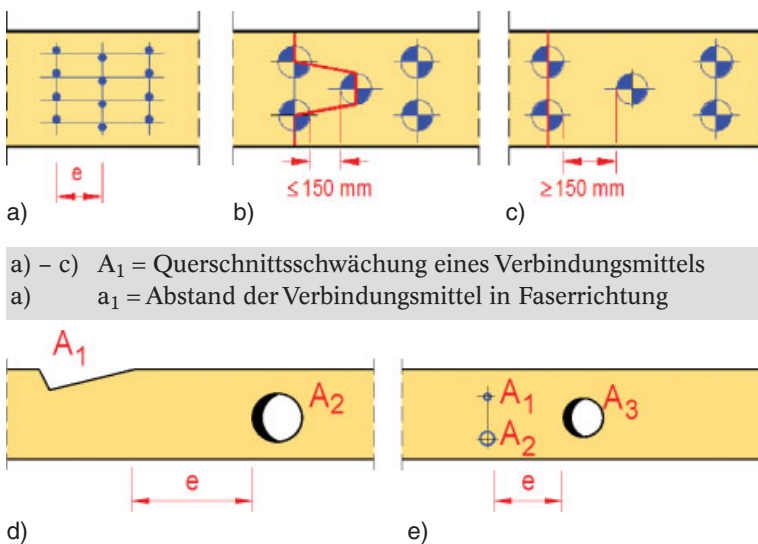 e
≤ 150 mm
≥ 150 mm
a)
b)
c)
a) – c) A₁ = Querschnittsschwächung eines Verbindungsmittels
a) a₁ = Abstand der Verbindungsmittel in Faserrichtung
A₁
A₂
e
A₁
A₂
A₃
e
d)
e)